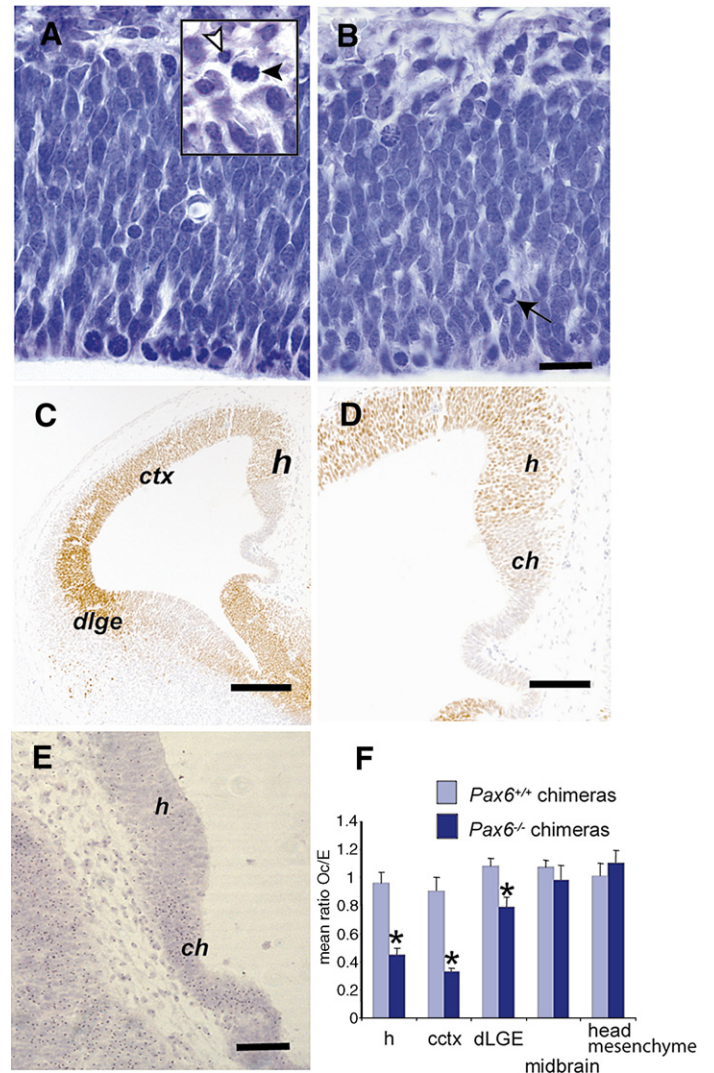 A
B
C
ctx
h
dlge
D
h
ch
E
h
ch
F
Pax6+/+ chimeras
Pax6-/- chimeras
mean ratio Oc/E
1.4
1.2
1
0.8
0.6
0.4
0.2
0
*
*
*
h
cctx
dLGE
midbrain
head
mesenchyme